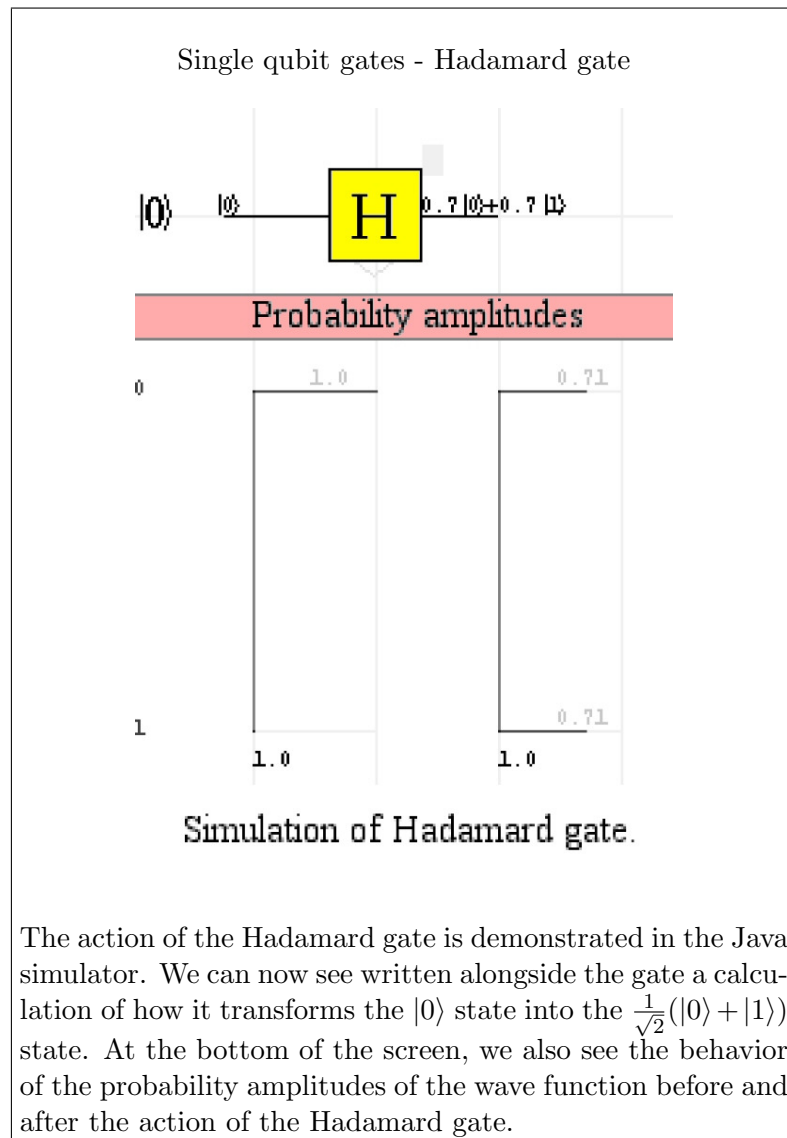 Single qubit gates - Hadamard gate
|0⟩ |0⟩ H 0.7|0⟩+0.7|1⟩
Probability amplitudes
0 1.0 0.71
1 0.71
1.0 1.0
Simulation of Hadamard gate.
The action of the Hadamard gate is demonstrated in the Java
simulator. We can now see written alongside the gate a calcu-
lation of how it transforms the |0⟩ state into the \frac{1}{\sqrt{2}}(|0⟩+|1⟩)
state. At the bottom of the screen, we also see the behavior
of the probability amplitudes of the wave function before and
after the action of the Hadamard gate.